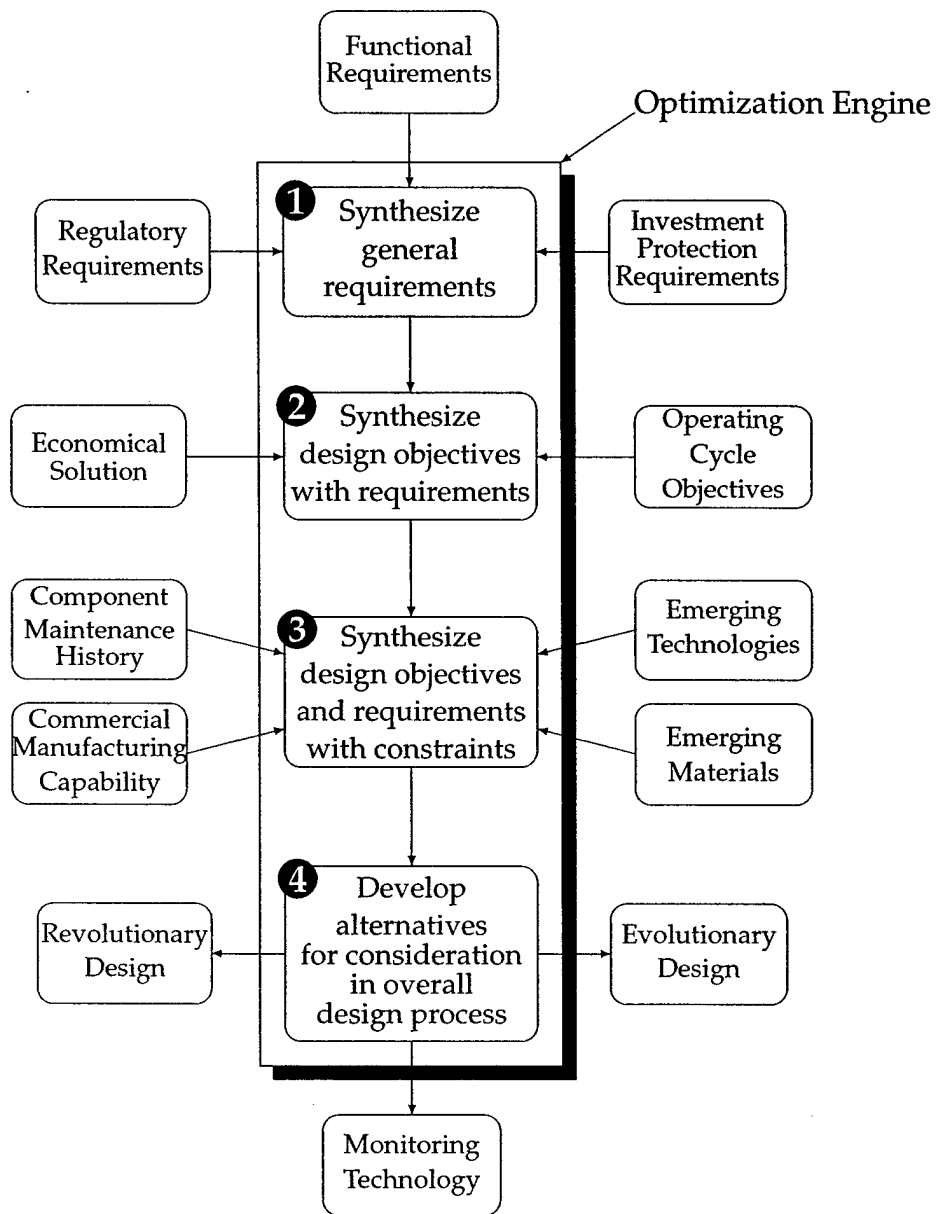 Functional
Requirements
Optimization Engine
1
Synthesize
general
requirements
Regulatory
Requirements
Investment
Protection
Requirements
2
Synthesize
design objectives
with requirements
Economical
Solution
Operating
Cycle
Objectives
Component
Maintenance
History
3
Synthesize
design objectives
and requirements
with constraints
Emerging
Technologies
Commercial
Manufacturing
Capability
Emerging
Materials
4
Develop
alternatives
for consideration
in overall
design process
Revolutionary
Design
Evolutionary
Design
Monitoring
Technology